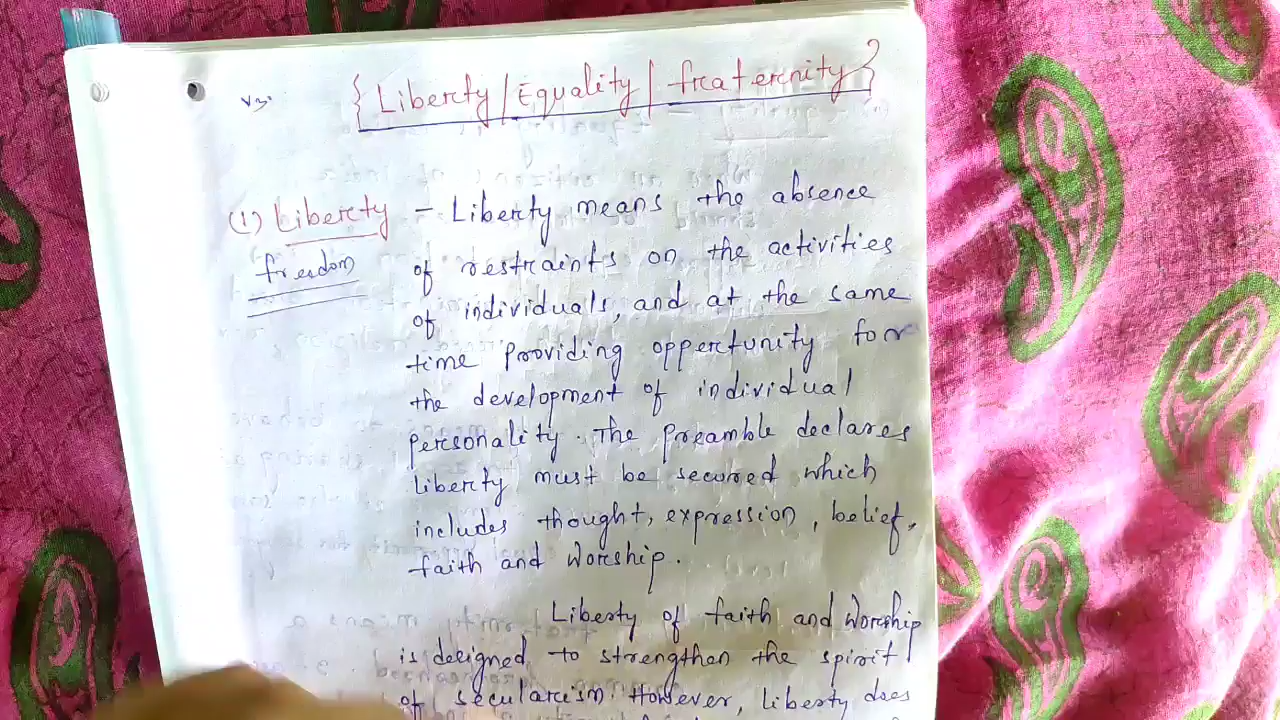 {Liberty/Equality/fraternity}
(1) Liberty - Liberty means the absence
freedom
of restraints on the activities
of individuals, and at the same
time providing oppertunity for
the development of individual
personality. The preamble declares
liberty must be secured which
includes thought, expression, belief,
faith and worship.
Liberty of faith and worship
is designed to strengthen the spirit
of secularism. However, liberty does